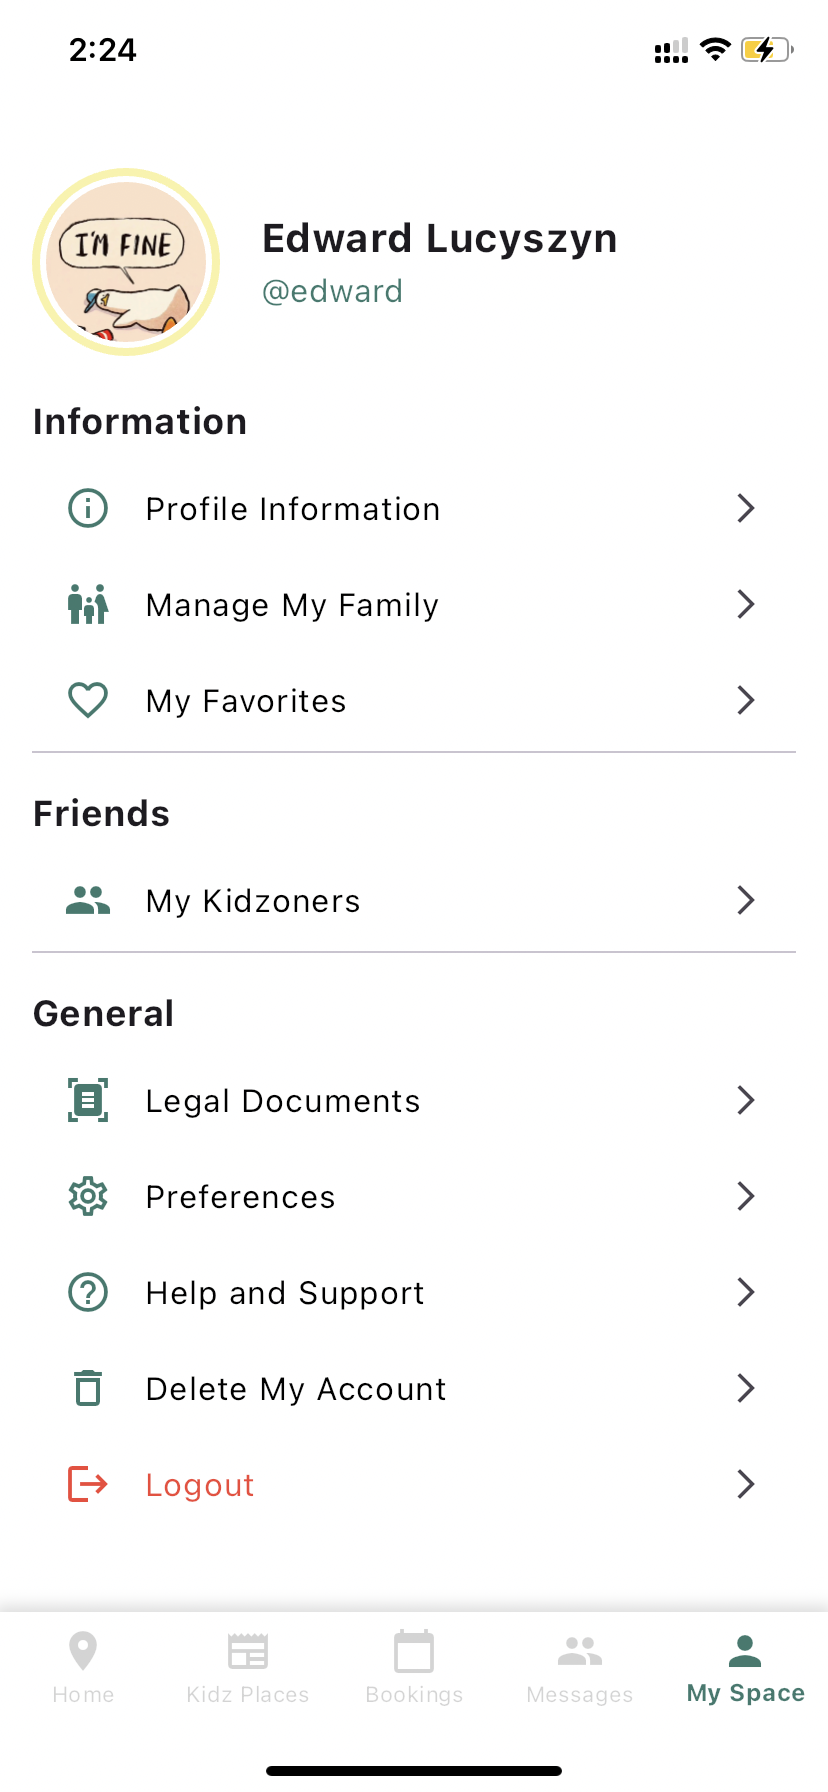 2:24
I'M FINE
Edward Lucyszyn
@edward
Information
Profile Information
Manage My Family
My Favorites
Friends
My Kidzoners
General
Legal Documents
Preferences
Help and Support
Delete My Account
Logout
Home
Kidz Places
Bookings
Messages
My Space